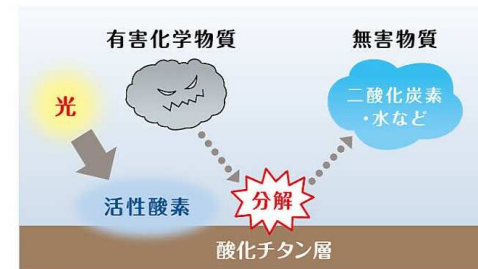 有害化学物質
無害物質
光
二酸化炭素
・水など
活性酸素
分解
酸化チタン層